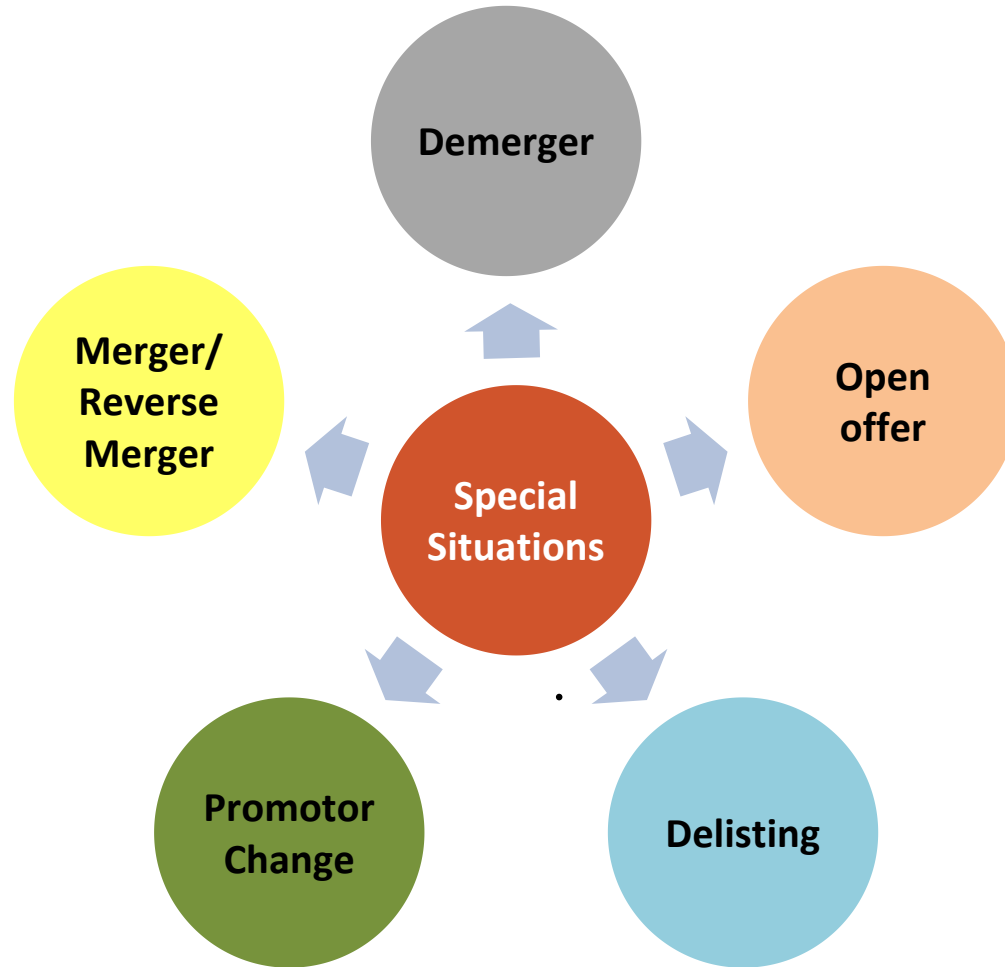 Demerger
Merger/
Reverse
Merger
Open
offer
Special
Situations
.
Promotor
Change
Delisting